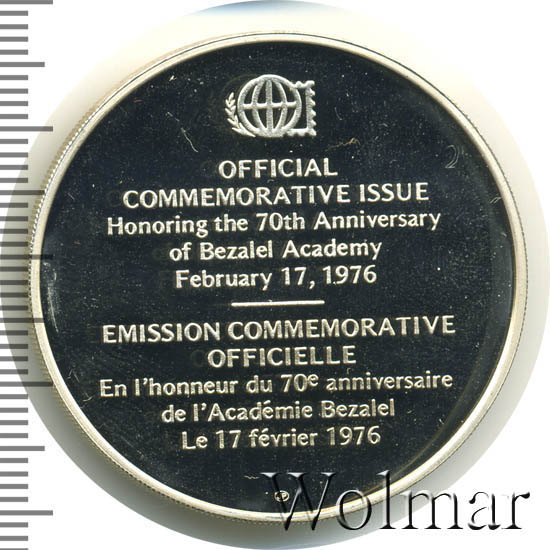 OFFICIAL
COMMEMORATIVE ISSUE
Honoring the 70th Anniversary
of Bezalel Academy
February 17, 1976
EMISSION COMMEMORATIVE
OFFICIELLE
En l'honneur du 70e anniversaire
de l'Académie Bezalel
Le 17 février 1976
Wolmar